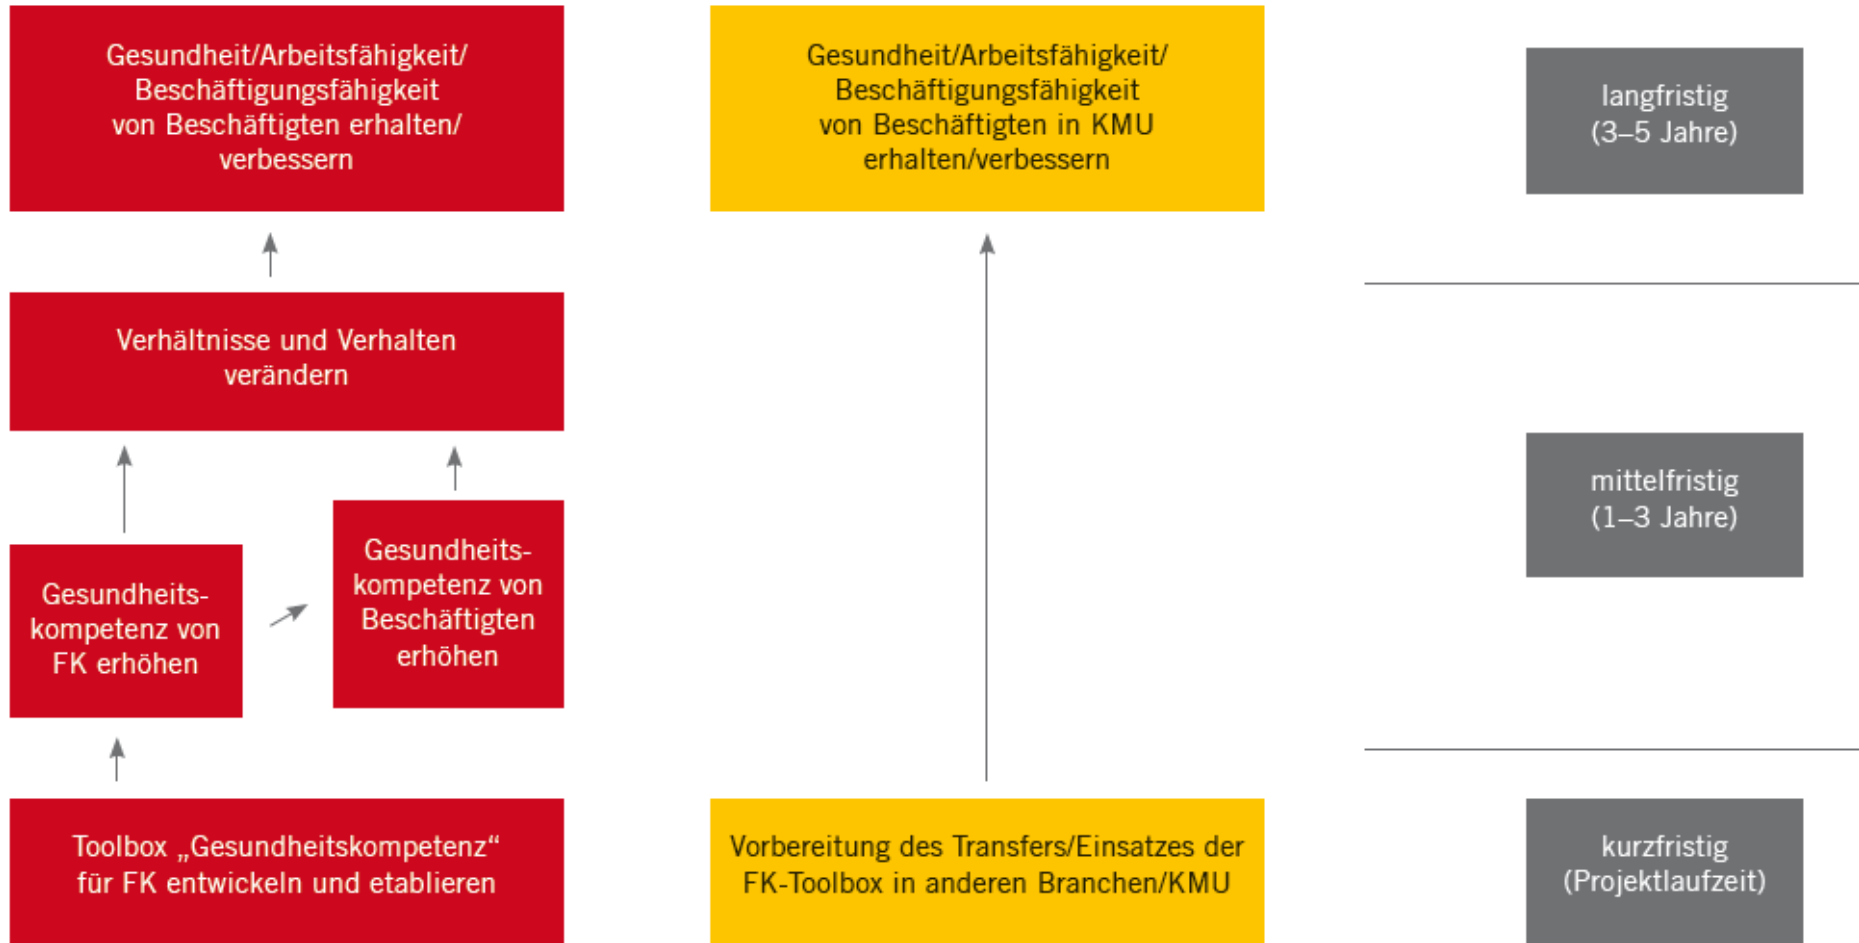 Gesundheit/Arbeitsfähigkeit/
Beschäftigungsfähigkeit
von Beschäftigten erhalten/
verbessern
Gesundheit/Arbeitsfähigkeit/
Beschäftigungsfähigkeit
von Beschäftigten in KMU
erhalten/verbessern
langfristig
(3–5 Jahre)
Verhältnisse und Verhalten
verändern
Gesundheits-
kompetenz von
FK erhöhen
Gesundheits-
kompetenz von
Beschäftigten
erhöhen
mittelfristig
(1–3 Jahre)
Toolbox „Gesundheitskompetenz“
für FK entwickeln und etablieren
Vorbereitung des Transfers/Einsatzes der
FK-Toolbox in anderen Branchen/KMU
kurzfristig
(Projektlaufzeit)